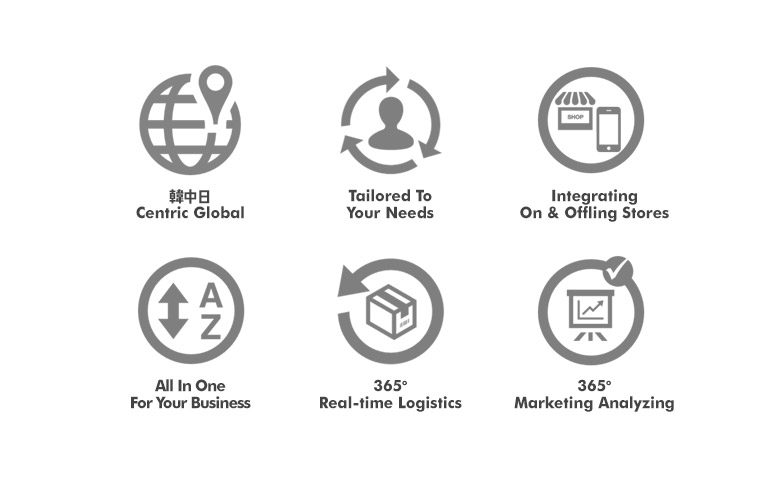 韓中日
Centric Global
Tailored To
Your Needs
SHOP
Integrating
On & Offling Stores
A
Z
All In One
For Your Business
365°
Real-time Logistics
365°
Marketing Analyzing